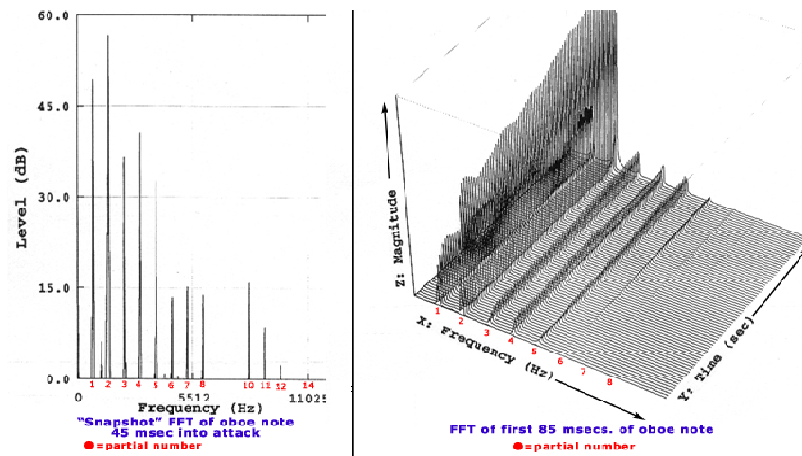 60.0
45.0
30.0
15.0
0.0
Level (dB)
1 2 3 4 5 6 7 8 10 11 12 14
0 5512 11025
Frequency (Hz)
"Snapshot" FFT of oboe note
45 msec into attack
=partial number
Z: Magnitude
1 2 3 4 5 6 7 8
X: Frequency (Hz)
Y: Time (sec)
FFT of first 85 msecs. of oboe note
=partial number